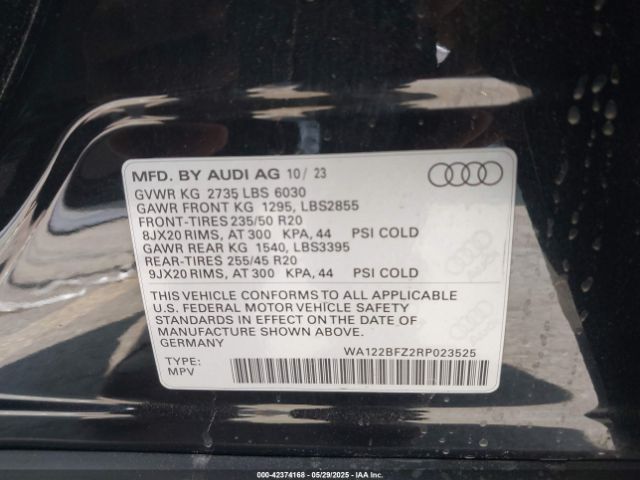 MFD. BY AUDI AG 10/ 23
GVWR KG 2735 LBS 6030
GAWR FRONT KG 1295, LBS2855
FRONT-TIRES 235/50 R20
8JX20 RIMS, AT 300 KPA, 44 PSI COLD
GAWR REAR KG 1540, LBS3395
REAR-TIRES 255/45 R20
9JX20 RIMS, AT 300 KPA, 44 PSI COLD
THIS VEHICLE CONFORMS TO ALL APPLICABLE
U.S. FEDERAL MOTOR VEHICLE SAFETY
STANDARDS IN EFFECT ON THE DATE OF
MANUFACTURE SHOWN ABOVE.
GERMANY
WA122BFZ2RP023525
TYPE:
MPV
000-42374168 • 05/29/2025 • IAAI.CA